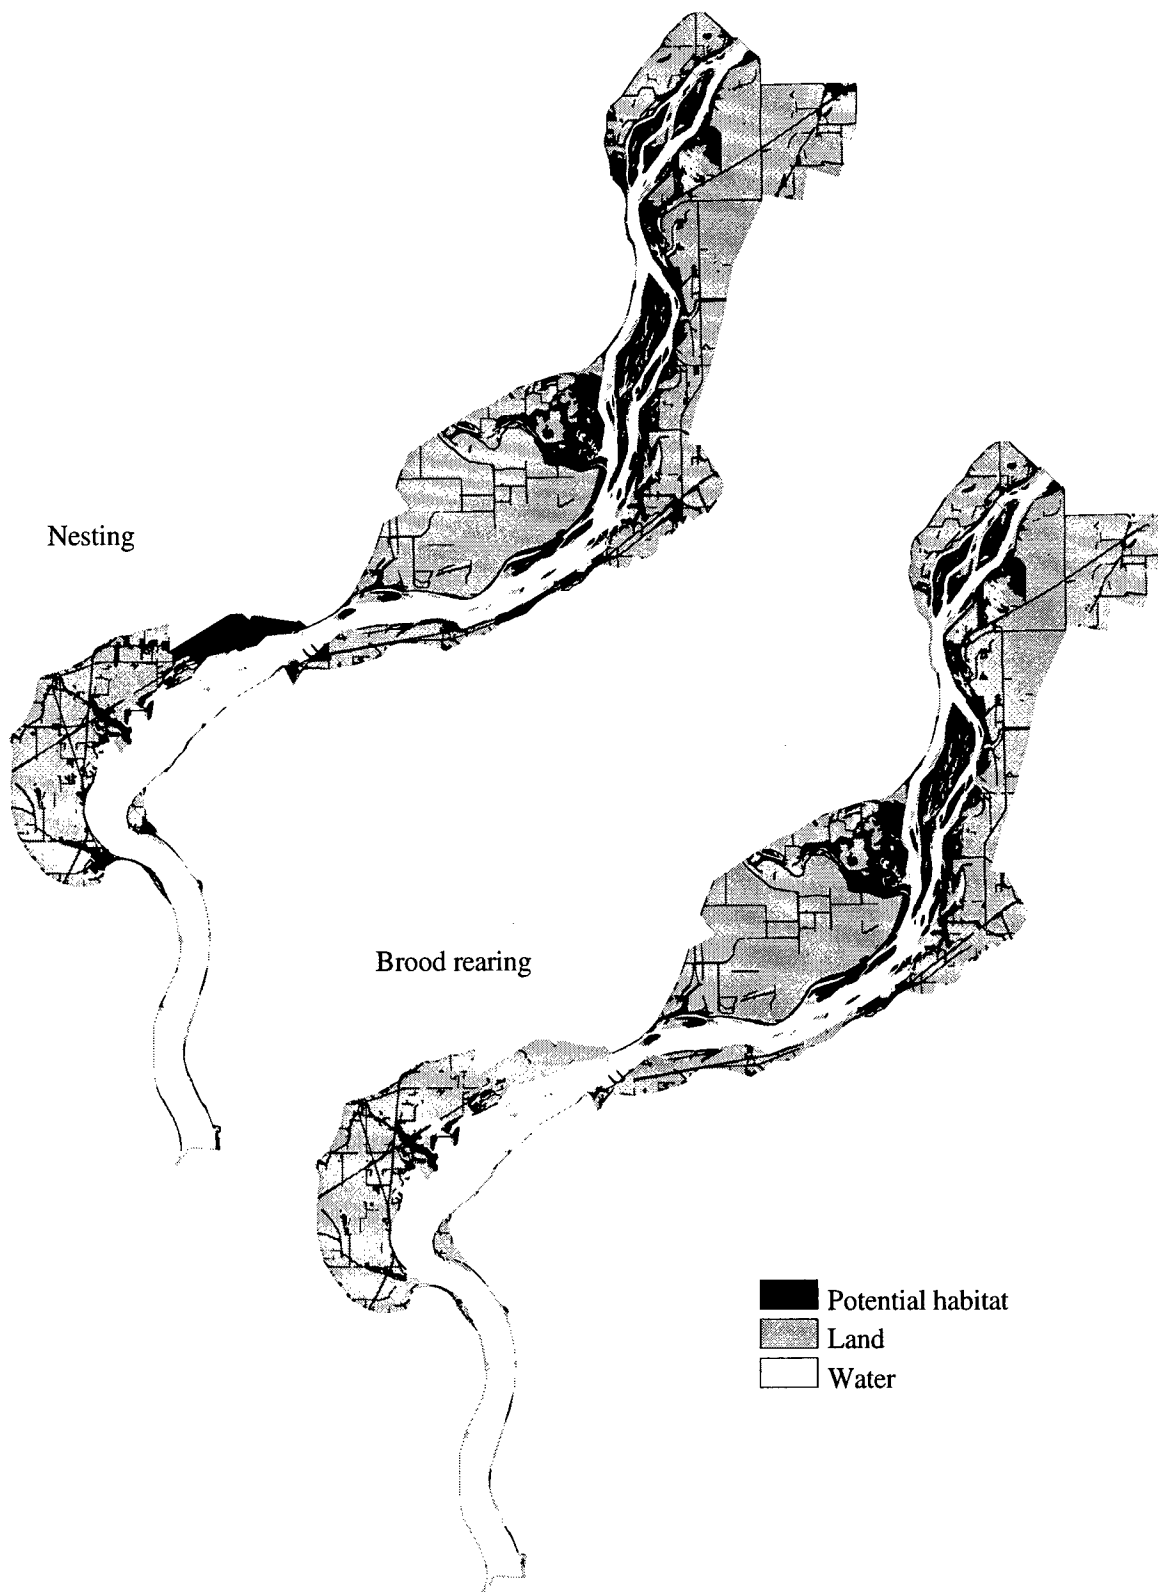 Nesting
Brood rearing
Potential habitat
Land
Water